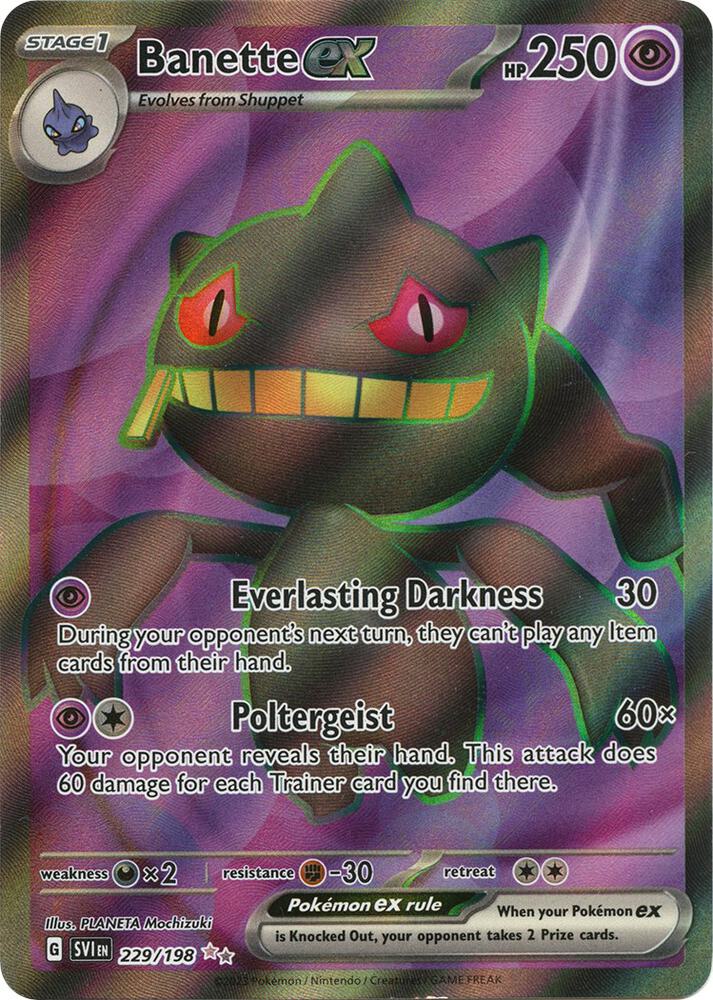 STAGE1
Banette ex
HP 250
Evolves from Shuppet
Everlasting Darkness 30
During your opponent's next turn, they can't play any Item
cards from their hand.
Poltergeist 60×
Your opponent reveals their hand. This attack does
60 damage for each Trainer card you find there.
weakness ×2 resistance -30 retreat
Pokémon ex rule
When your Pokémon ex
is Knocked Out, your opponent takes 2 Prize cards.
Illus. PLANETA Mochizuki
G SVI EN 229/198
©2023 Pokémon / Nintendo / Creatures / GAME FREAK